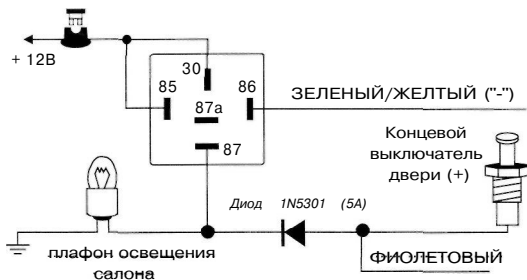 + 12В
30
85
86
87а
87
ЗЕЛЕНЫЙ/ЖЕЛТЫЙ ("-")
Концевой
выключатель
двери (+)
Диод 1N5301 (5А)
плафон освещения
салона
ФИОЛЕТОВЫЙ